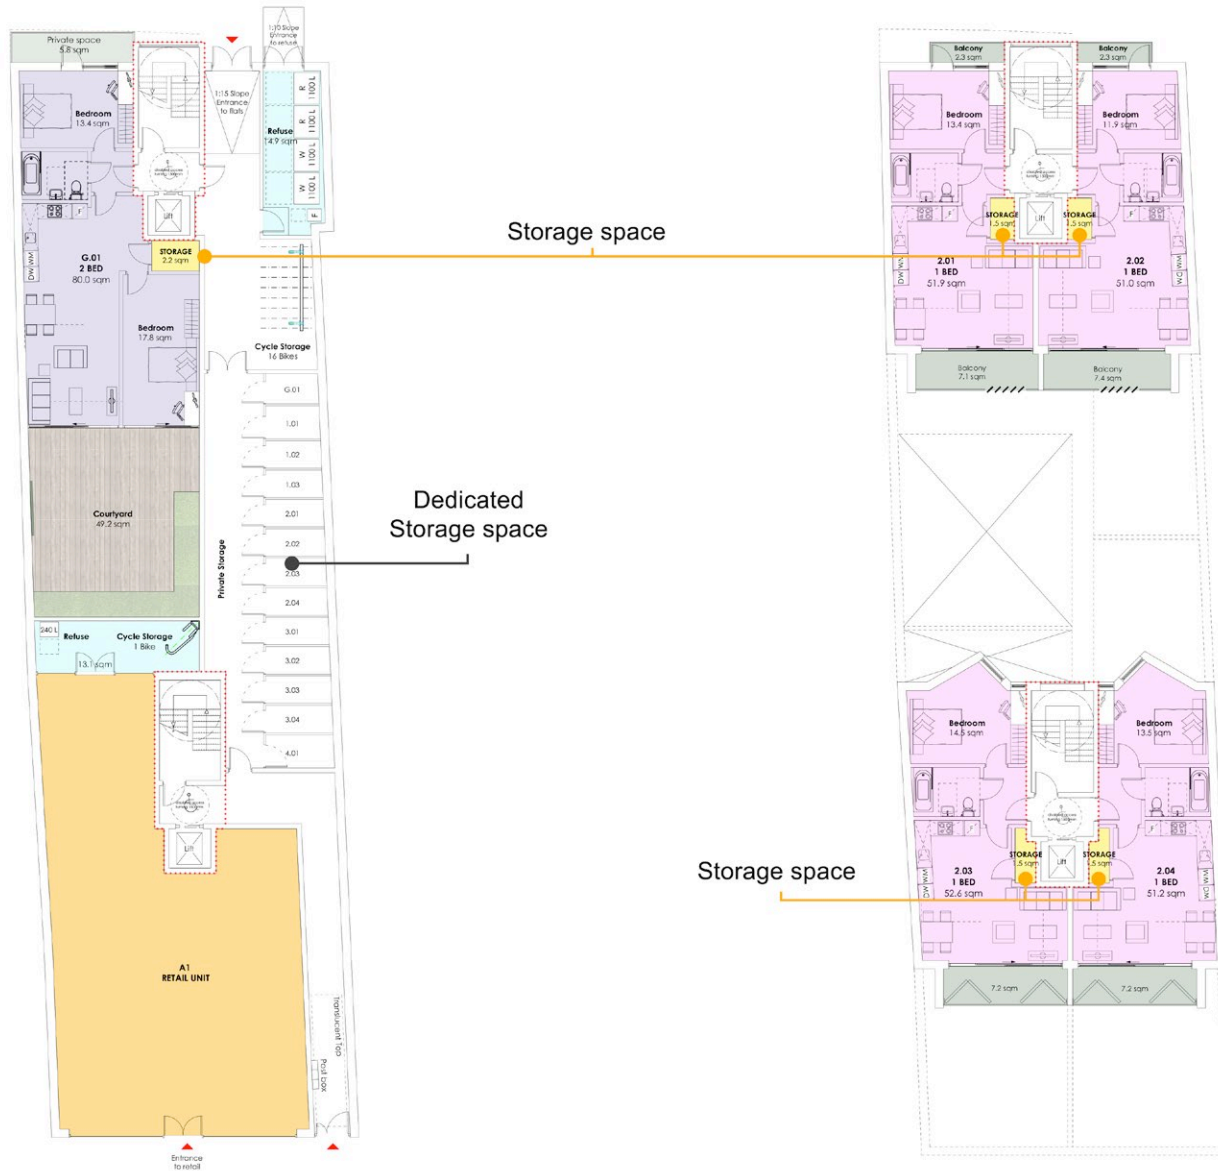 Private space
5.8 sqm
1:10 Slope
Entrance
to refuse
1:15 Slope
Entrance
to flats
Bedroom
13.4 sqm
Refuse
14.9 sqm
R
1100 L
R
1100 L
W
1100 L
W
1100 L
F
F
Lift
STORAGE
2.2 sqm
G.01
2 BED
80.0 sqm
DW
WM
Bedroom
17.8 sqm
Cycle Storage
16 Bikes
G.01
1.01
1.02
1.03
2.01
2.02
2.03
2.04
3.01
3.02
3.03
3.04
4.01
Private Storage
Courtyard
49.2 sqm
240 L
Refuse
Cycle Storage
1 Bike
13.1 sqm
Lift
A1
RETAIL UNIT
Translucent Top
Post box
Entrance
to retail
Storage space
Dedicated
Storage space
Storage space
Balcony
2.3 sqm
Balcony
2.3 sqm
Bedroom
13.4 sqm
Bedroom
11.9 sqm
F
F
STORAGE
1.5 sqm
STORAGE
1.5 sqm
Lift
DW
WM
2.01
1 BED
51.9 sqm
2.02
1 BED
51.0 sqm
Balcony
7.1 sqm
Balcony
7.4 sqm
Bedroom
14.5 sqm
Bedroom
13.5 sqm
F
F
STORAGE
.5 sqm
STORAGE
.5 sqm
Lift
DW
WM
2.03
1 BED
52.6 sqm
2.04
1 BED
51.2 sqm
7.2 sqm
7.2 sqm